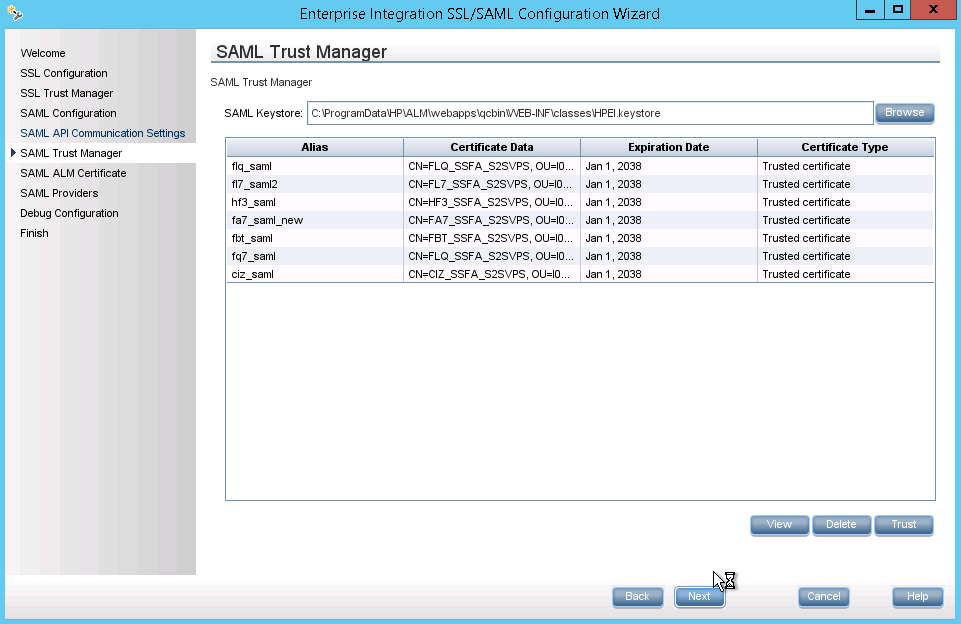 Enterprise Integration SSL/SAML Configuration Wizard
X
Welcome
SSL Configuration
SSL Trust Manager
SAML Configuration
SAML API Communication Settings
SAML Trust Manager
SAML ALM Certificate
SAML Providers
Debug Configuration
Finish
SAML Trust Manager
SAML Trust Manager
SAML Keystore: C:\ProgramData\HP\ALM\webapps\qcbin\WEB-INF\classes\HPEI.keystore Browse
Alias Certificate Data Expiration Date Certificate Type
flq_saml CN=FLQ_SSFA_S2SVPS, OU=I0... Jan 1, 2038 Trusted certificate
fl7_saml2 CN=FL7_SSFA_S2SVPS, OU=I0... Jan 1, 2038 Trusted certificate
hf3_saml CN=HF3_SSFA_S2SVPS, OU=I0... Jan 1, 2038 Trusted certificate
fa7_saml_new CN=FA7_SSFA_S2SVPS, OU=I0... Jan 1, 2038 Trusted certificate
fbt_saml CN=FBT_SSFA_S2SVPS, OU=I0... Jan 1, 2038 Trusted certificate
fq7_saml CN=FLQ_SSFA_S2SVPS, OU=I0... Jan 1, 2038 Trusted certificate
ciz_saml CN=CIZ_SSFA_S2SVPS, OU=I0... Jan 1, 2038 Trusted certificate
View Delete Trust
Back Next Cancel Help